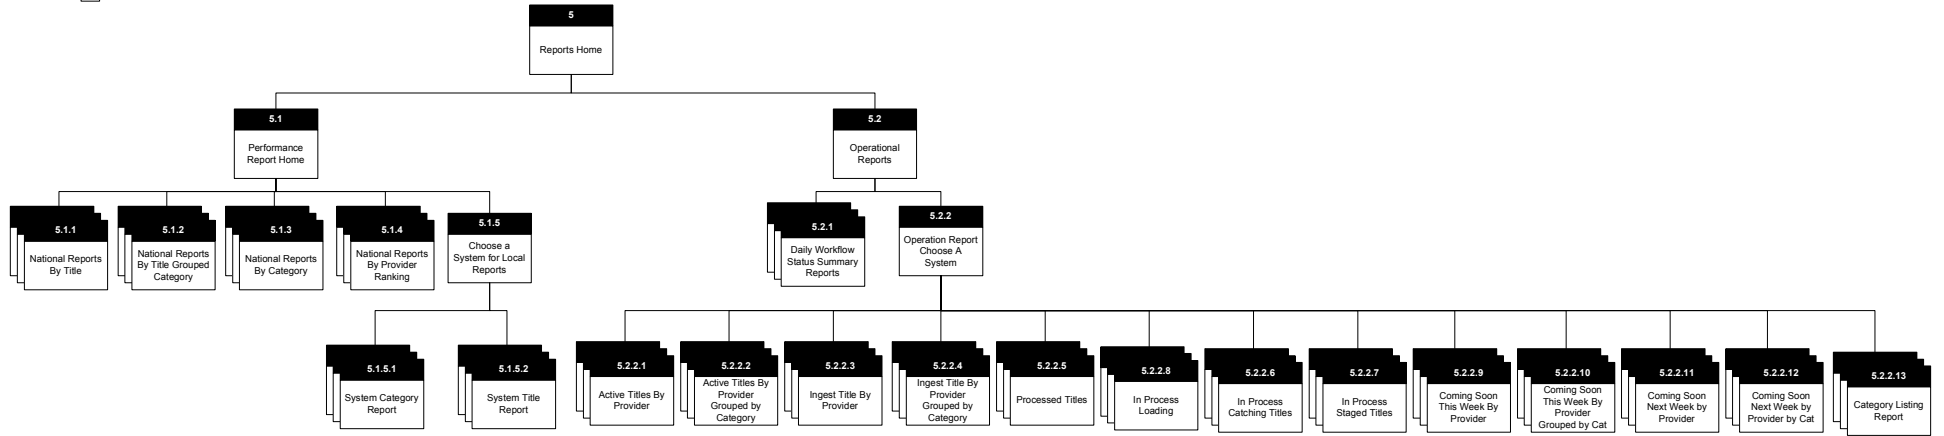 5
Reports Home
5.1
Performance
Report Home
5.2
Operational
Reports
5.1.1
National Reports
By Title
5.1.2
National Reports
By Title Grouped
Category
5.1.3
National Reports
By Category
5.1.4
National Reports
By Provider
Ranking
5.1.5
Choose a
System for Local
Reports
5.2.1
Daily Workflow
Status Summary
Reports
5.2.2
Operation Report
Choose A
System
5.1.5.1
System Category
Report
5.1.5.2
System Title
Report
5.2.2.1
Active Titles By
Provider
5.2.2.2
Active Titles By
Provider
Grouped by
Category
5.2.2.3
Ingest Title By
Provider
5.2.2.4
Ingest Title By
Provider
Grouped by
Category
5.2.2.5
Processed Titles
5.2.2.8
In Process
Loading
5.2.2.6
In Process
Catching Titles
5.2.2.7
In Process
Staged Titles
5.2.2.9
Coming Soon
This Week By
Provider
5.2.2.10
Coming Soon
This Week By
Provider
Grouped by Cat
5.2.2.11
Coming Soon
Next Week by
Provider
5.2.2.12
Coming Soon
Next Week by
Provider by Cat
5.2.2.13
Category Listing
Report